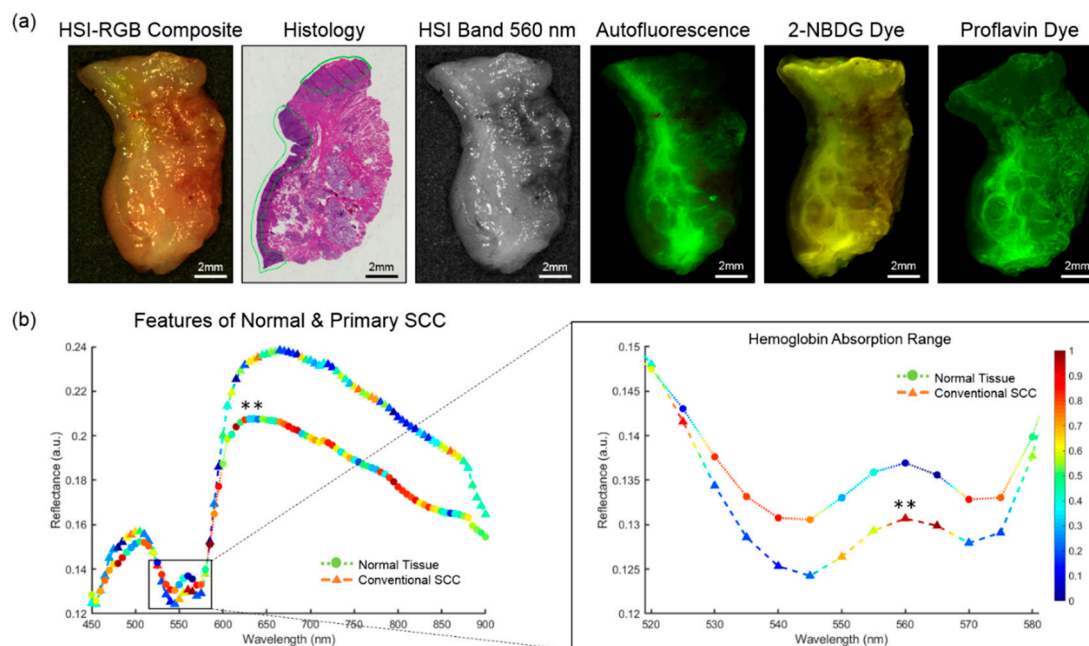 (a)
HSI-RGB Composite
Histology
HSI Band 560 nm
Autofluorescence
2-NBDG Dye
Proflavin Dye
2mm
2mm
2mm
2mm
2mm
2mm
(b)
Features of Normal & Primary SCC
Reflectance (a.u.)
0.24
0.22
0.2
0.18
0.16
0.14
0.12
**
Normal Tissue
Conventional SCC
450
500
550
600
650
700
750
800
850
900
Wavelength (nm)
Hemoglobin Absorption Range
Reflectance (a.u.)
0.15
0.145
0.14
0.135
0.13
0.125
0.12
Normal Tissue
Conventional SCC
**
520
530
540
550
560
570
580
Wavelength (nm)
1
0.9
0.8
0.7
0.6
0.5
0.4
0.3
0.2
0.1
0